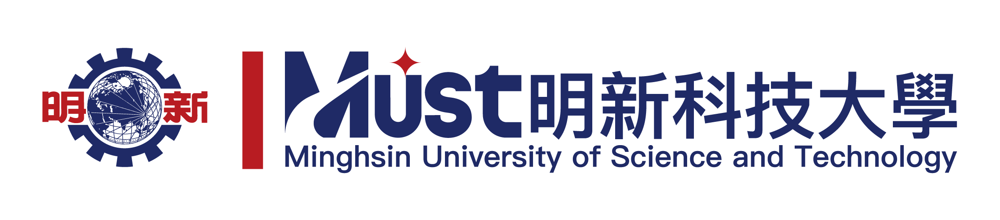 明新
Must明新科技大學
Minghsin University of Science and Technology